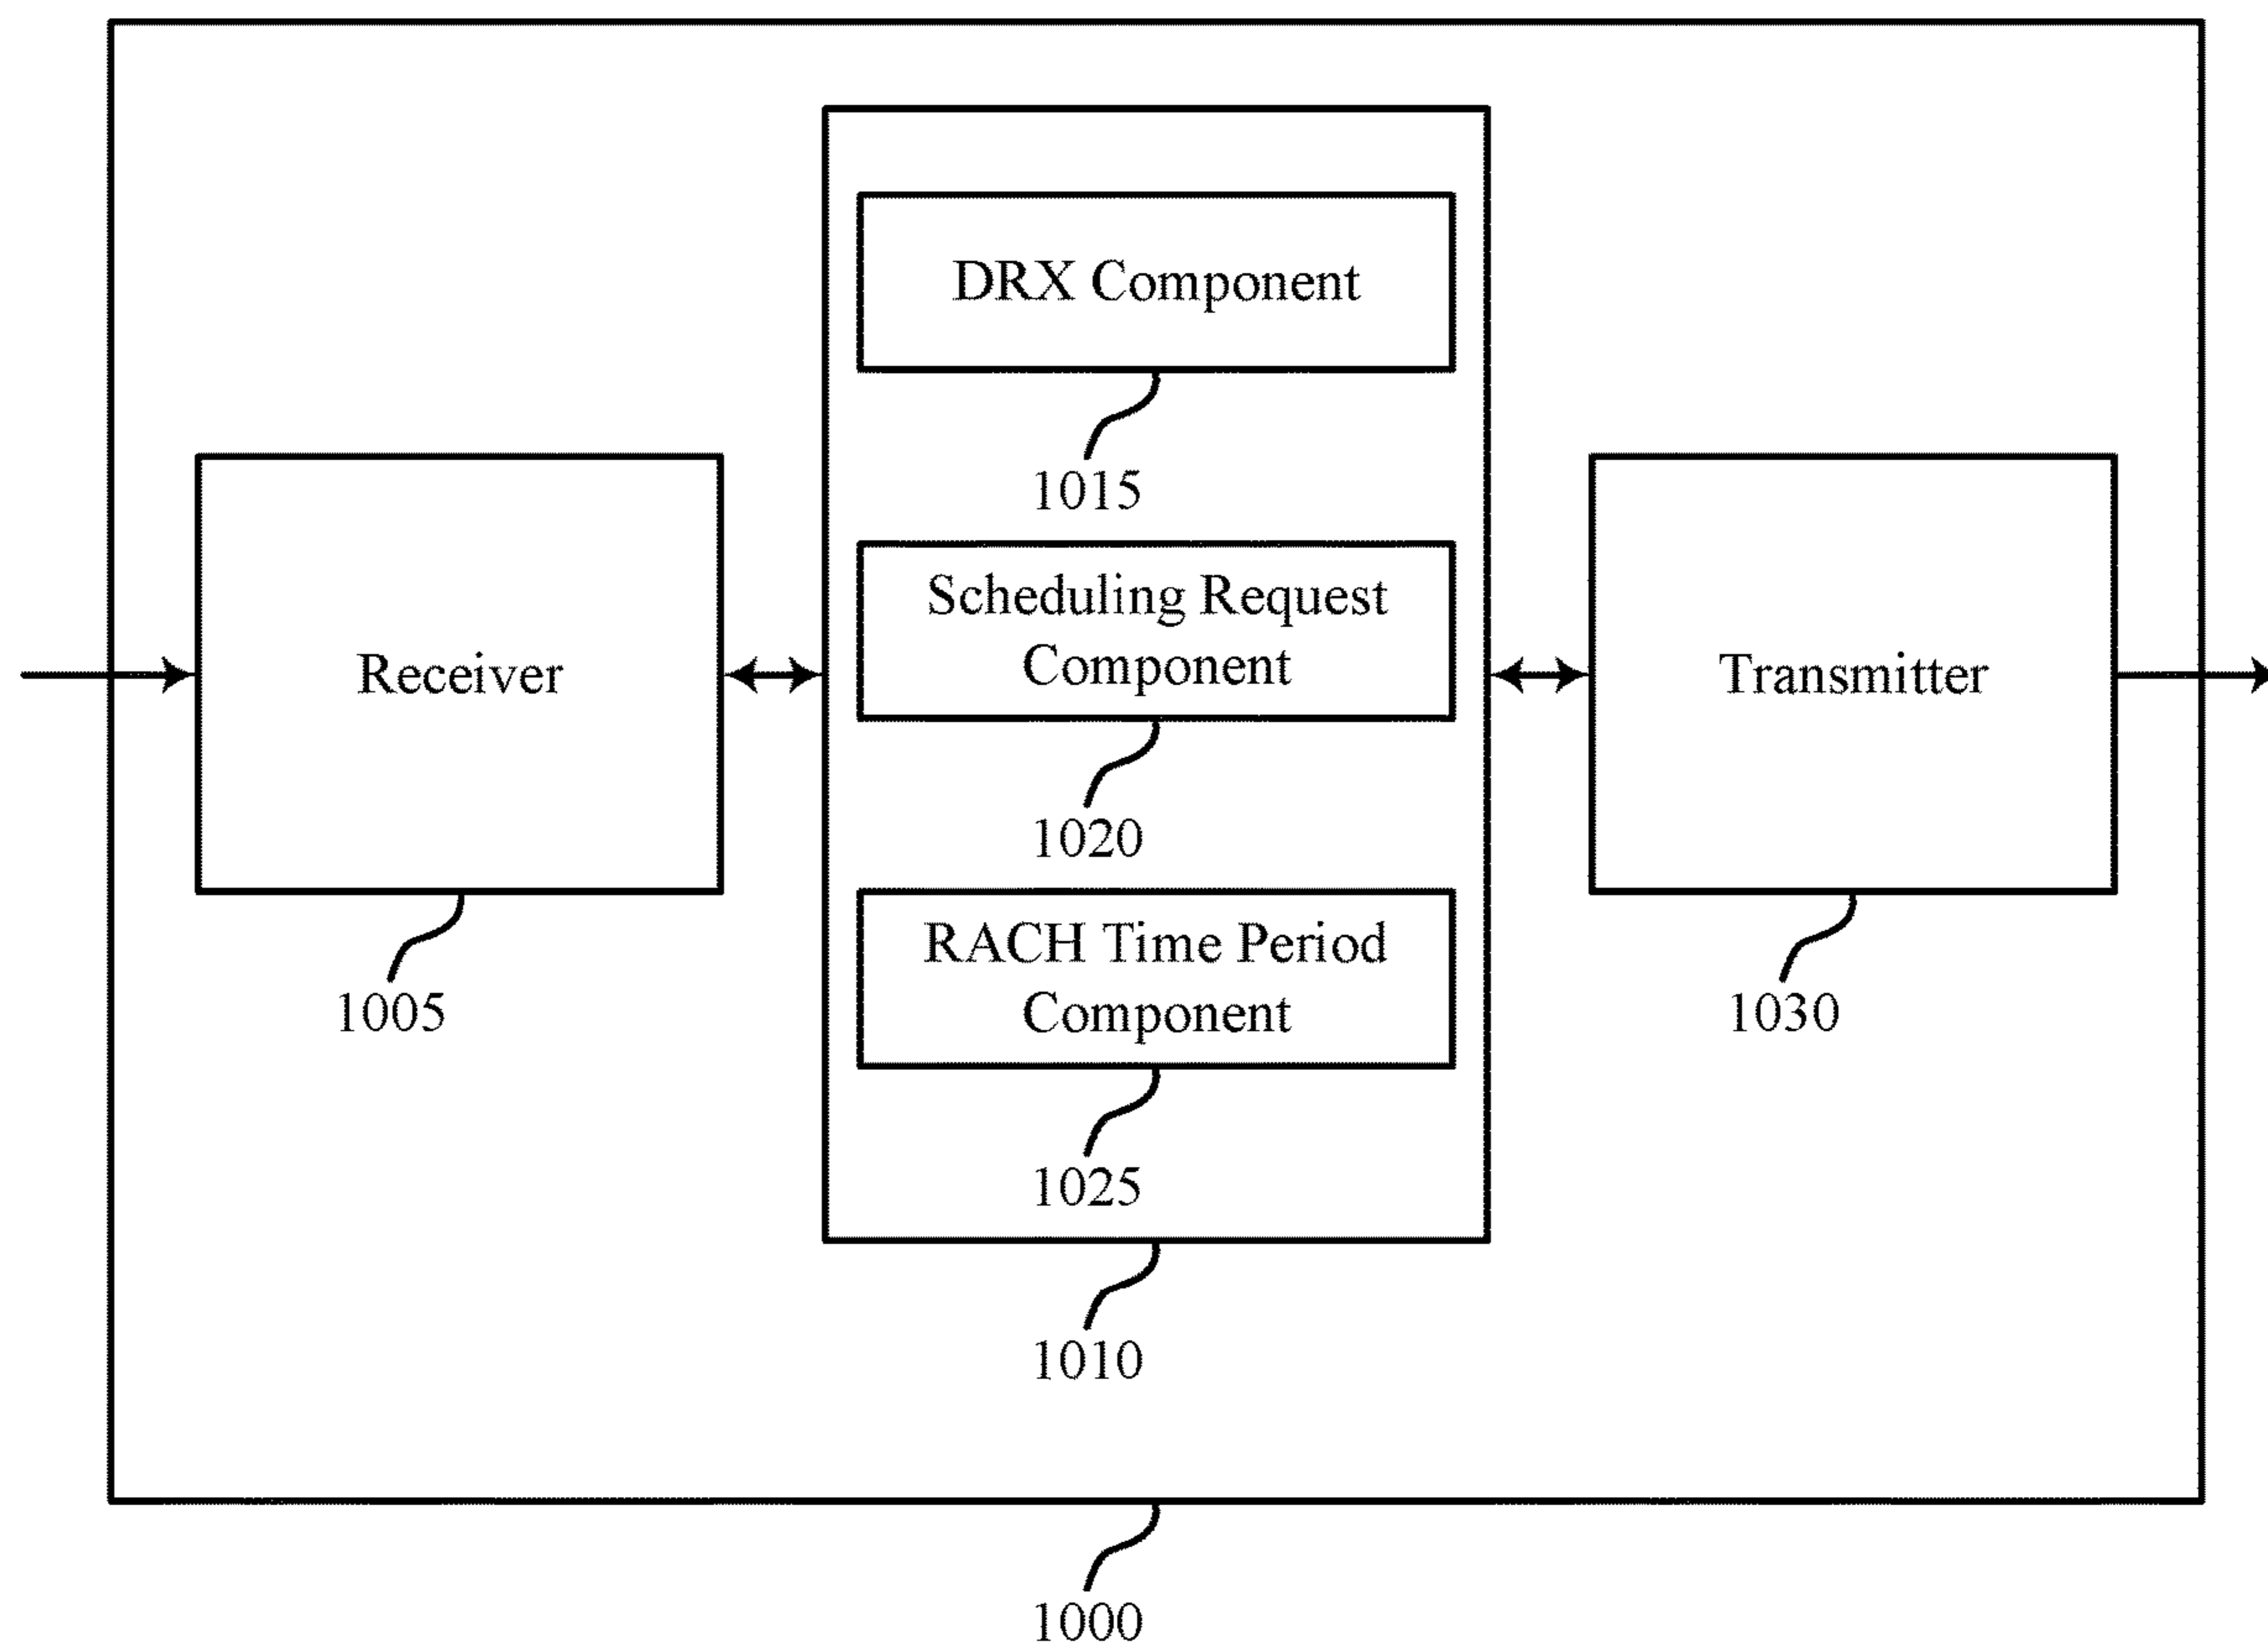 DRX Component
1015
Receiver
1005
Scheduling Request
Component
1020
RACH Time Period
Component
1025
1010
Transmitter
1030
1000